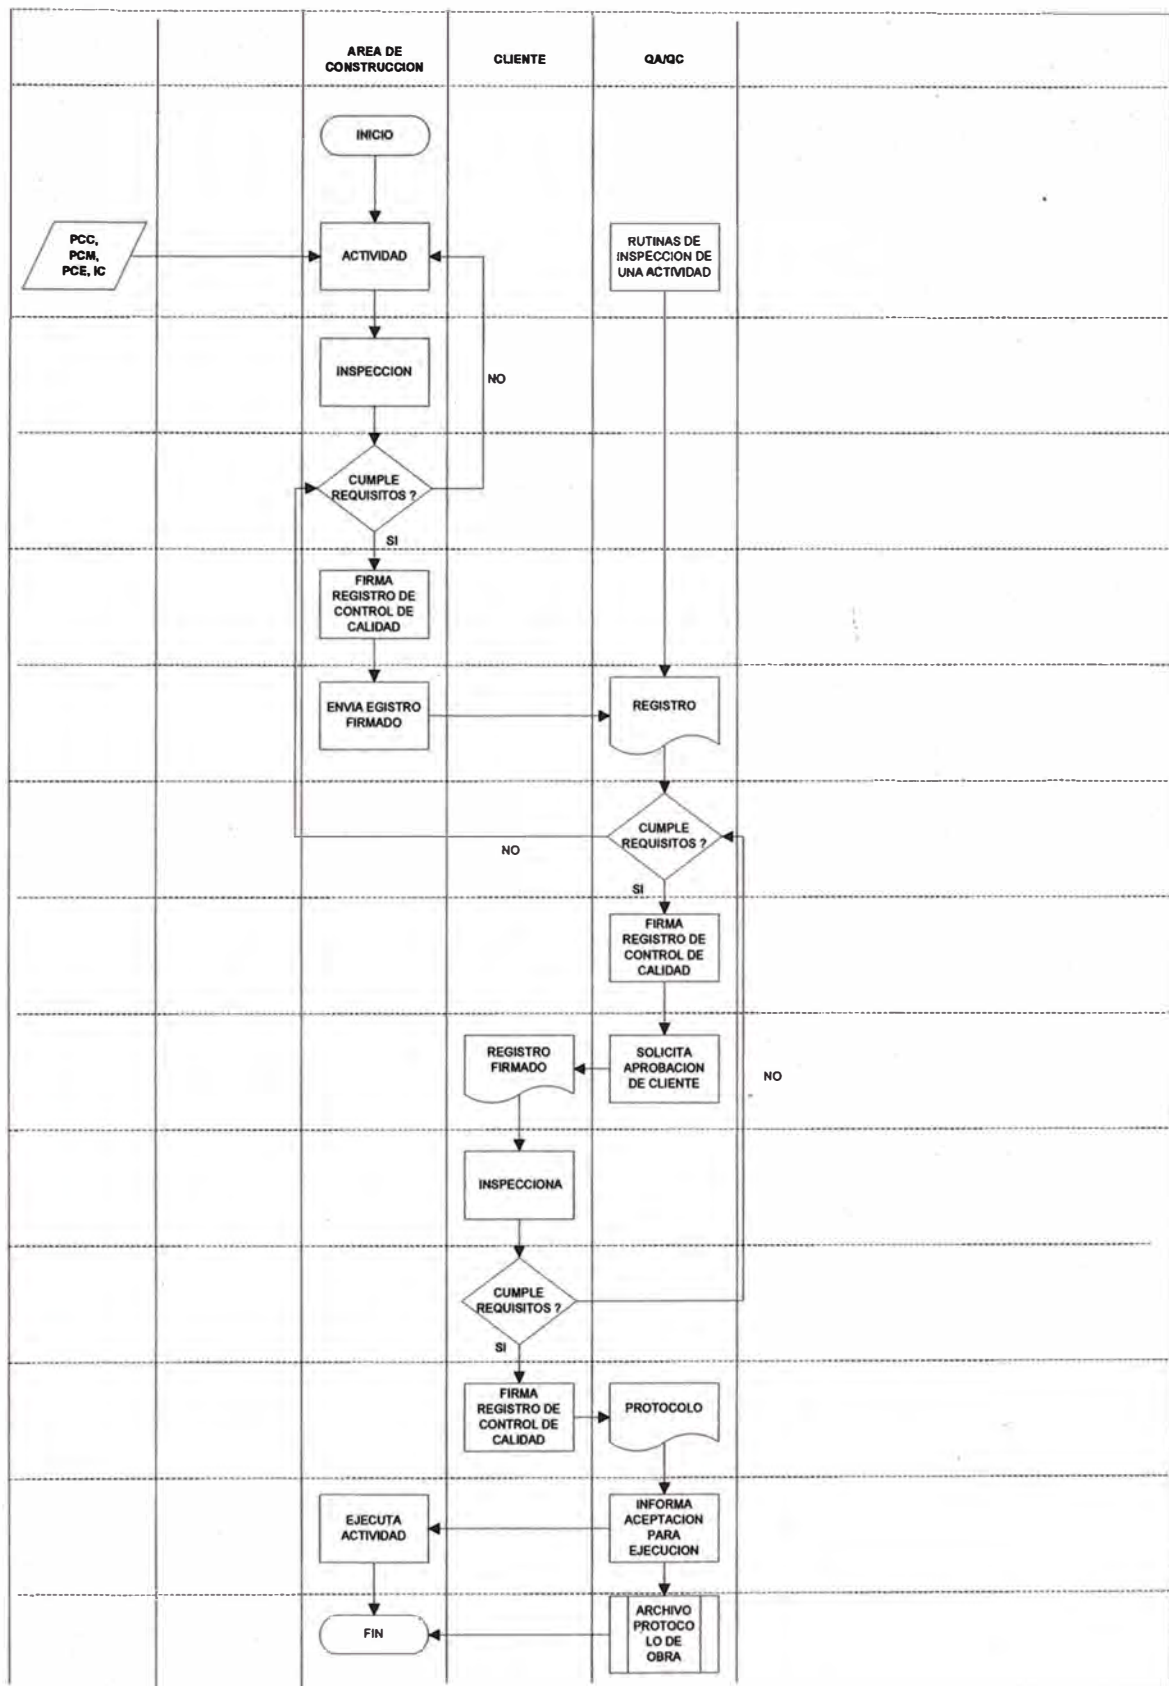 AREA DE
CONSTRUCCION
CLIENTE
QA/QC
INICIO
PCC,
PCM,
PCE, IC
ACTIVIDAD
RUTINAS DE
INSPECCION DE
UNA ACTIVIDAD
INSPECCION
NO
CUMPLE
REQUISITOS ?
SI
FIRMA
REGISTRO DE
CONTROL DE
CALIDAD
ENVIA EGISTRO
FIRMADO
REGISTRO
CUMPLE
REQUISITOS ?
NO
SI
FIRMA
REGISTRO DE
CONTROL DE
CALIDAD
REGISTRO
FIRMADO
SOLICITA
APROBACION
DE CLIENTE
NO
INSPECCIONA
CUMPLE
REQUISITOS ?
SI
FIRMA
REGISTRO DE
CONTROL DE
CALIDAD
PROTOCOLO
EJECUTA
ACTIVIDAD
INFORMA
ACEPTACION
PARA
EJECUCION
FIN
ARCHIVO
PROTOCO
LO DE
OBRA